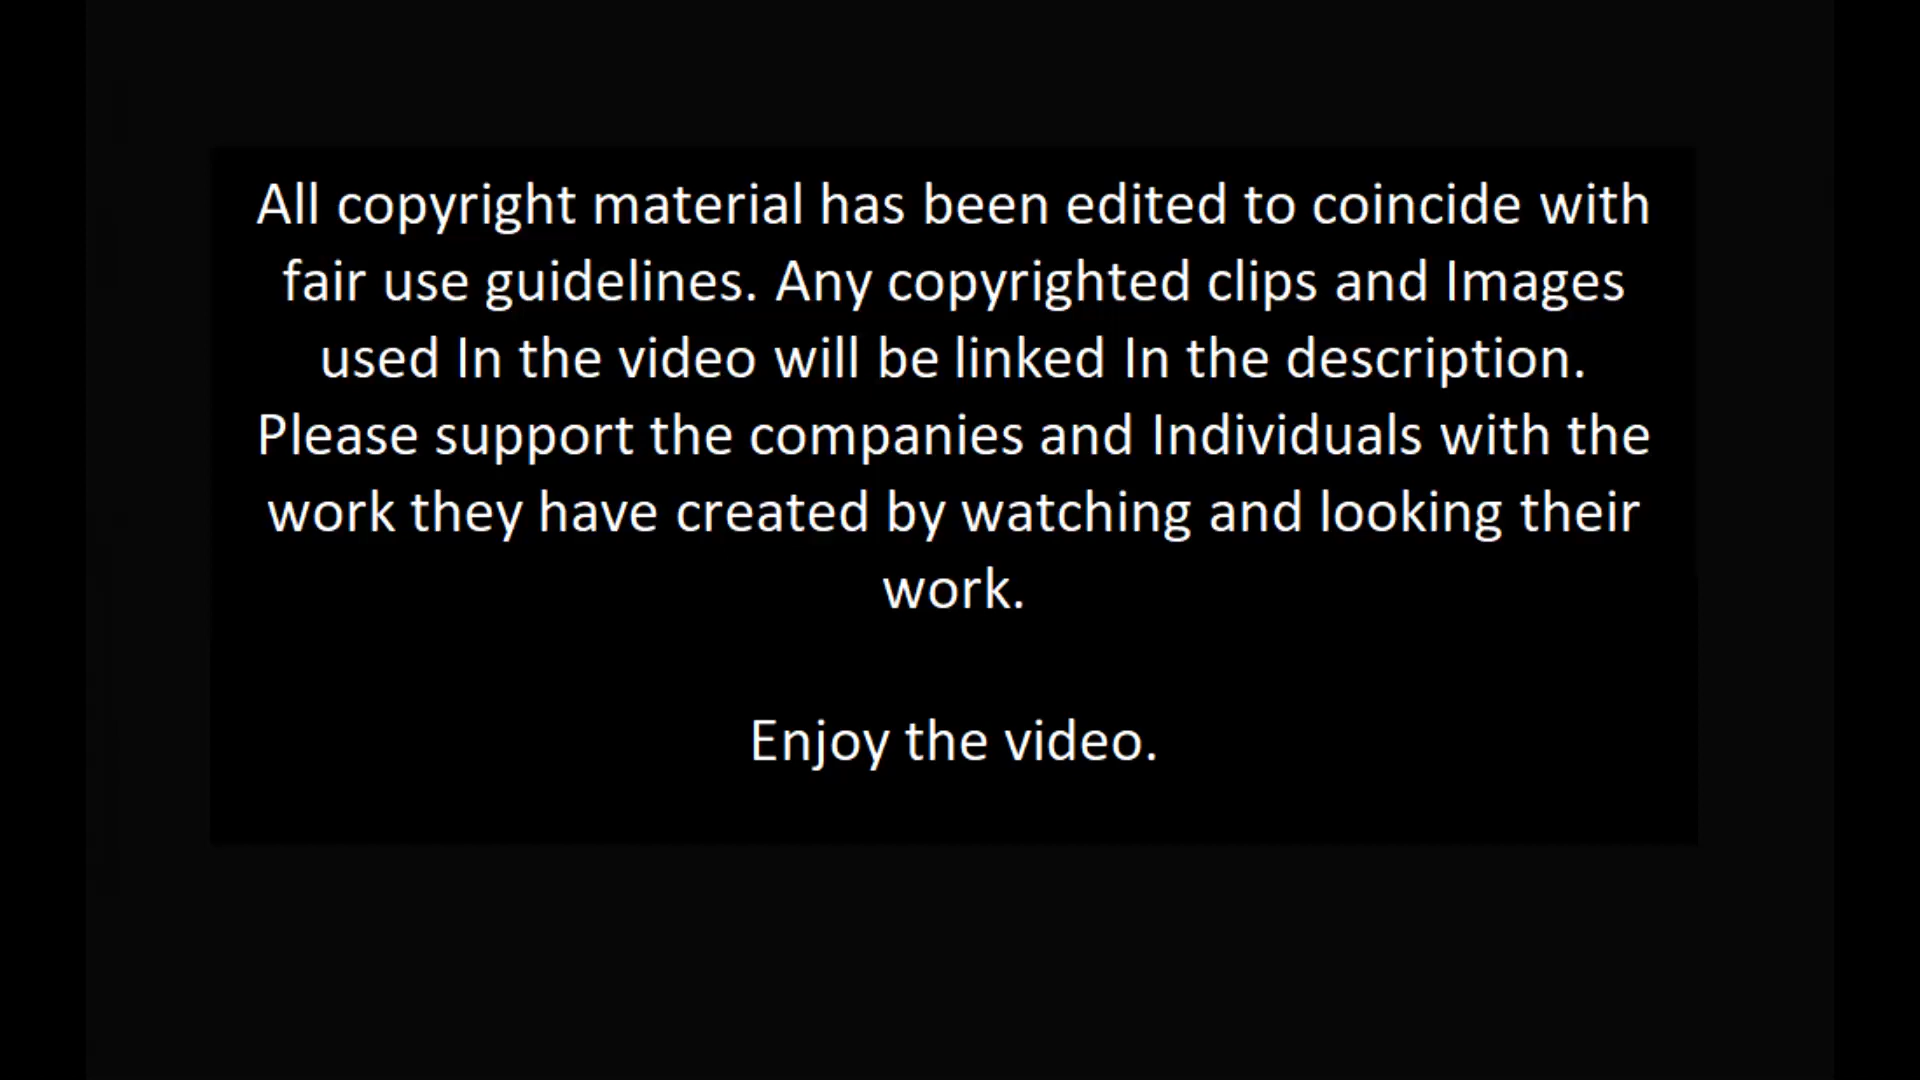 All copyright material has been edited to coincide with
fair use guidelines. Any copyrighted clips and Images
used In the video will be linked In the description.
Please support the companies and Individuals with the
work they have created by watching and looking their
work.
Enjoy the video.